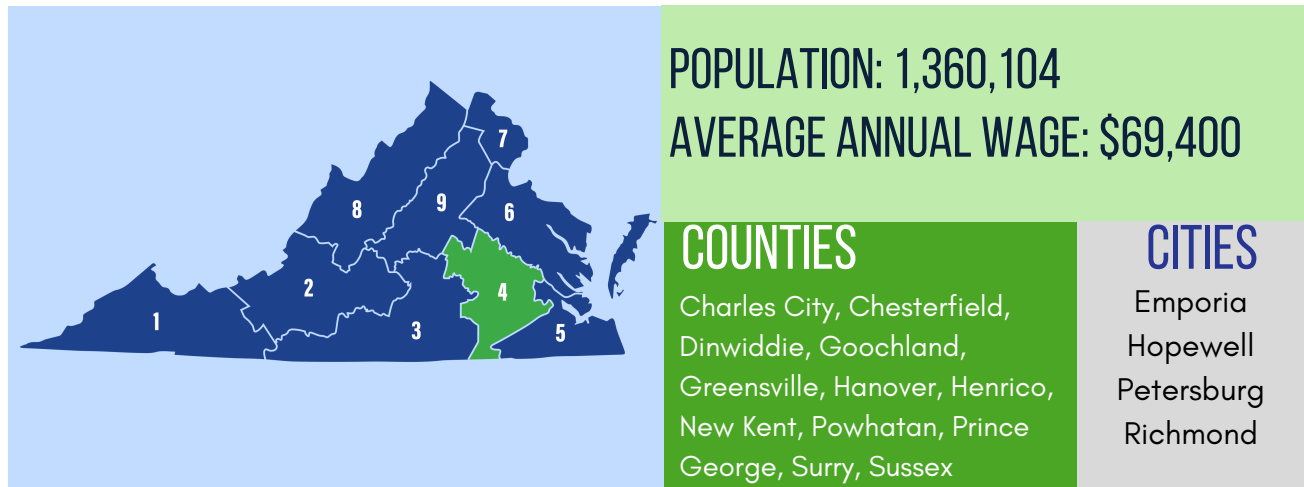 POPULATION: 1,360,104
AVERAGE ANNUAL WAGE: $69,400
7
8
9
6
2
4
1
3
5
COUNTIES
Charles City, Chesterfield,
Dinwiddie, Goochland,
Greensville, Hanover, Henrico,
New Kent, Powhatan, Prince
George, Surry, Sussex
CITIES
Emporia
Hopewell
Petersburg
Richmond